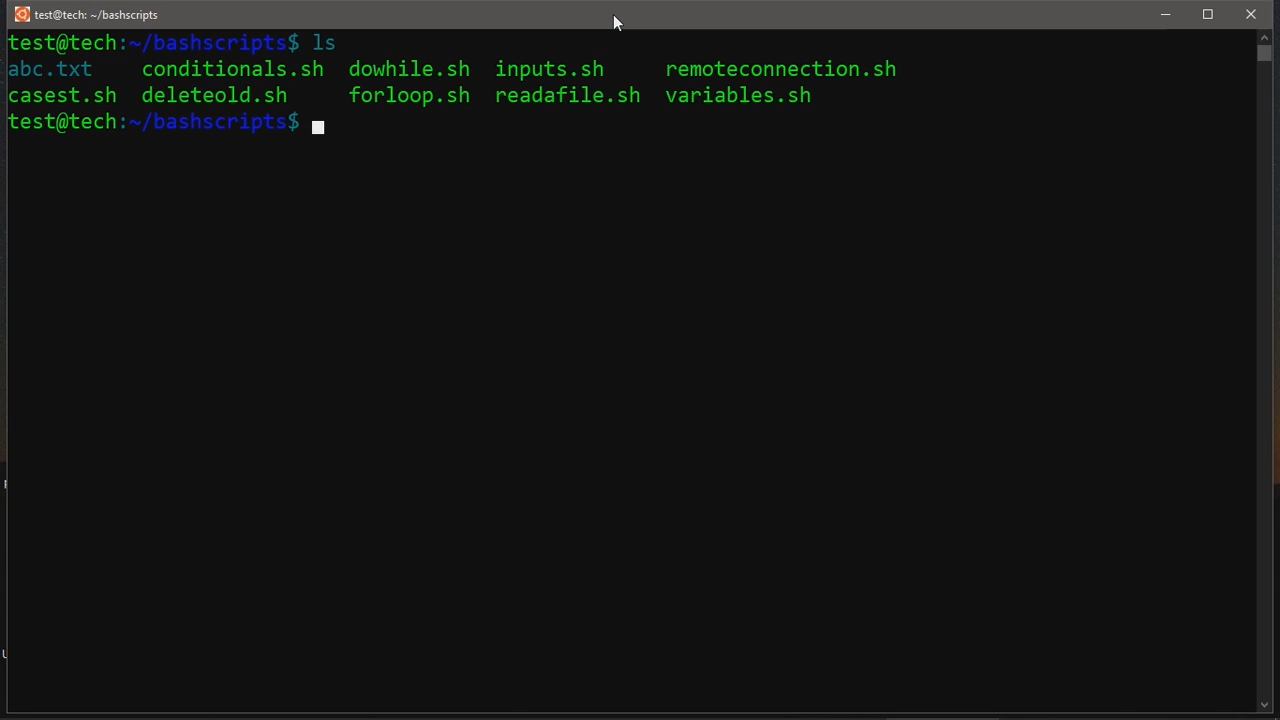 test@tech: ~/bashscripts
test@tech:~/bashscripts$ ls
abc.txt    conditionals.sh  dowhile.sh  inputs.sh     remoteconnection.sh
casest.sh  deleteold.sh     forloop.sh  readafile.sh  variables.sh
test@tech:~/bashscripts$